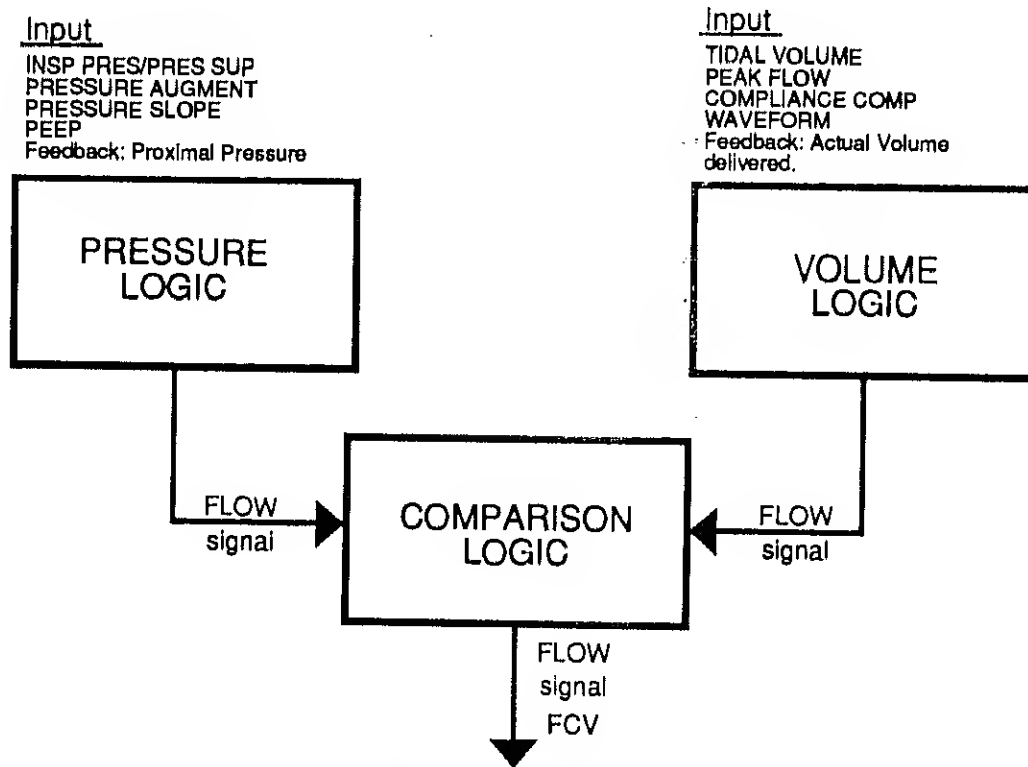 Input
INSP PRES/PRES SUP
PRESSURE AUGMENT
PRESSURE SLOPE
PEEP
Feedback: Proximal Pressure
Input
TIDAL VOLUME
PEAK FLOW
COMPLIANCE COMP
WAVEFORM
Feedback: Actual Volume
delivered.
PRESSURE
LOGIC
VOLUME
LOGIC
FLOW
signal
COMPARISON
LOGIC
FLOW
signal
FLOW
signal
FCV